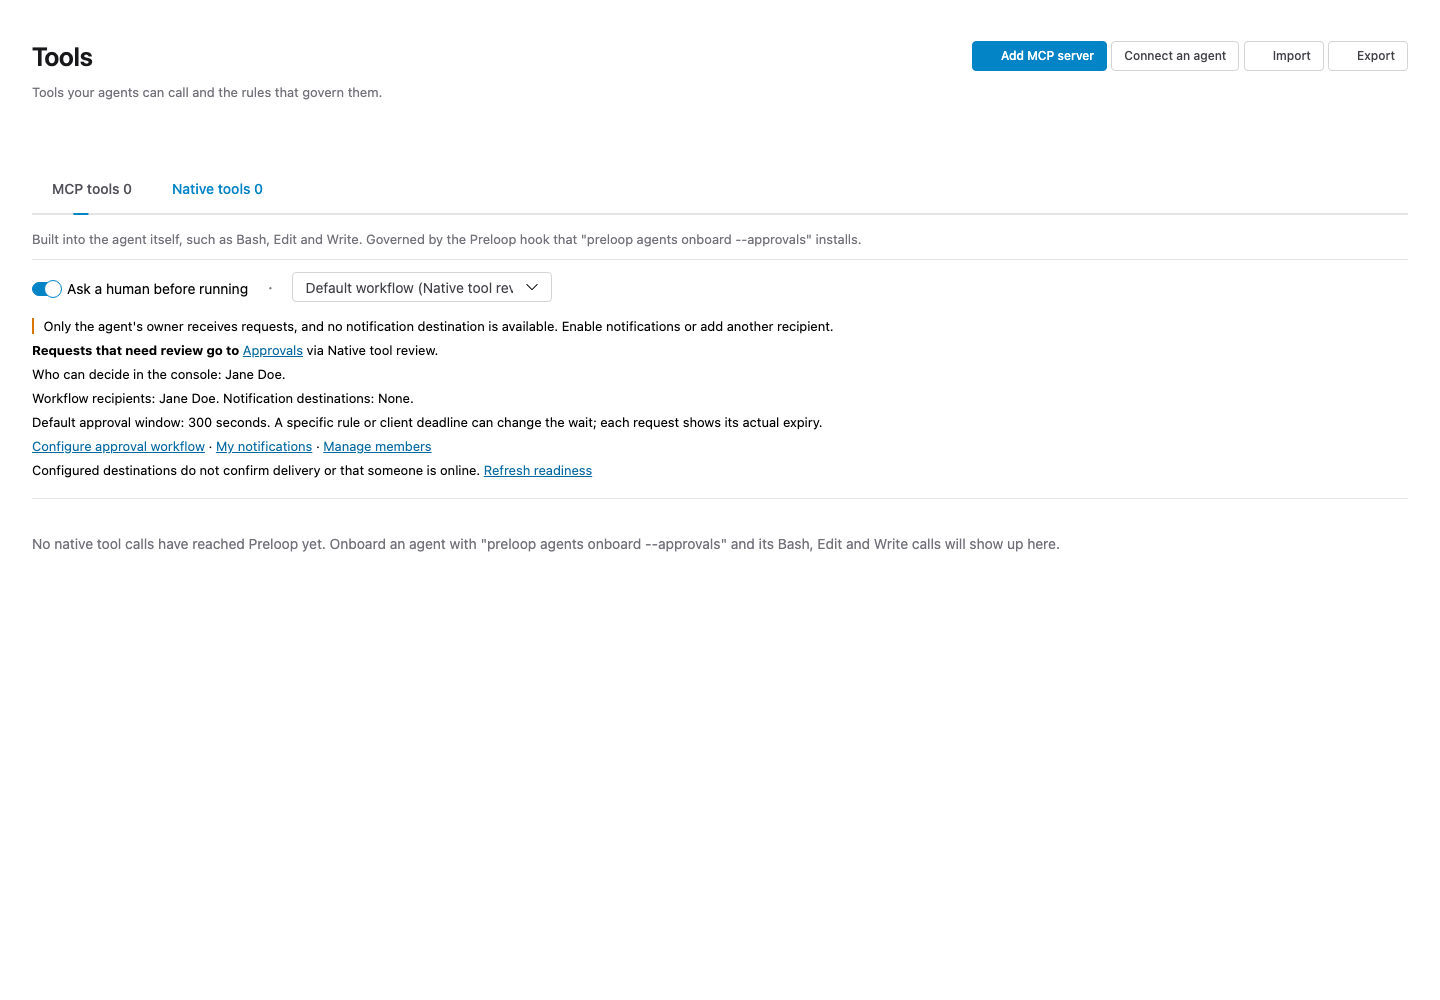 Tools
Add MCP server
Connect an agent
Import
Export
Tools your agents can call and the rules that govern them.
MCP tools 0
Native tools 0
Built into the agent itself, such as Bash, Edit and Write. Governed by the Preloop hook that "preloop agents onboard --approvals" installs.
Ask a human before running
·
Default workflow (Native tool rev
Only the agent's owner receives requests, and no notification destination is available. Enable notifications or add another recipient.
Requests that need review go to Approvals via Native tool review.
Who can decide in the console: Jane Doe.
Workflow recipients: Jane Doe. Notification destinations: None.
Default approval window: 300 seconds. A specific rule or client deadline can change the wait; each request shows its actual expiry.
Configure approval workflow · My notifications · Manage members
Configured destinations do not confirm delivery or that someone is online. Refresh readiness
No native tool calls have reached Preloop yet. Onboard an agent with "preloop agents onboard --approvals" and its Bash, Edit and Write calls will show up here.